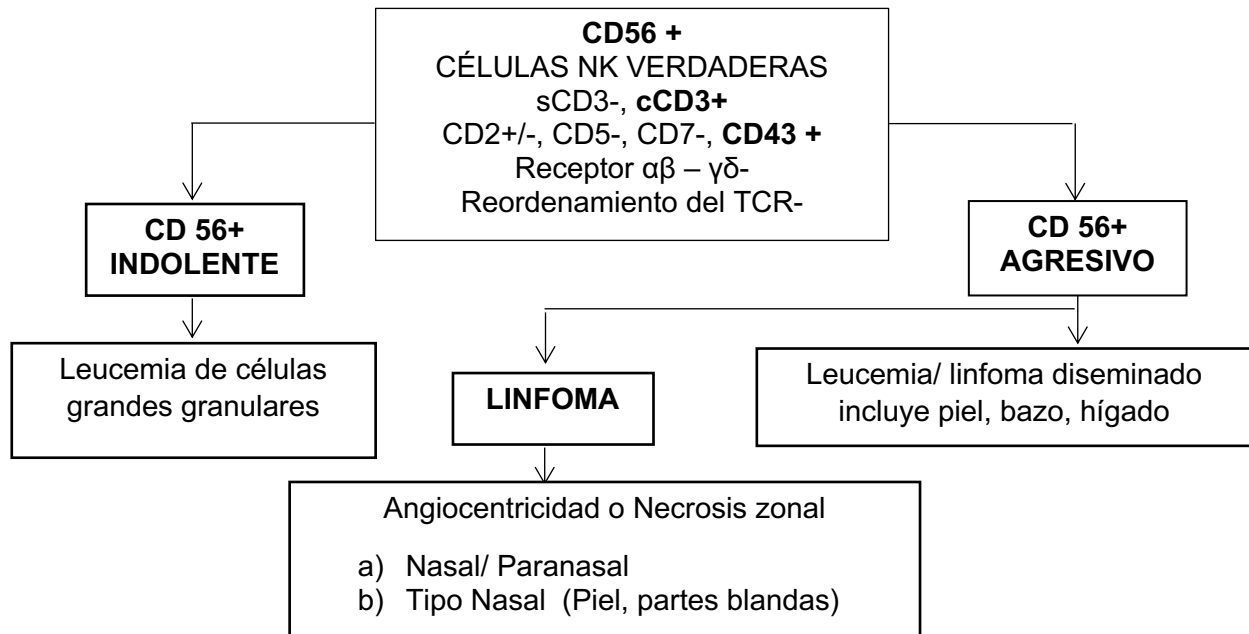 CD56 +
CÉLULAS NK VERDADERAS
sCD3-, cCD3+
CD2+/-, CD5-, CD7-, CD43 +
Receptor αβ – γδ-
Reordenamiento del TCR-
CD 56+
INDOLENTE
CD 56+
AGRESIVO
Leucemia de células
grandes granulares
LINFOMA
Leucemia/ linfoma diseminado
incluye piel, bazo, hígado
Angiocentricidad o Necrosis zonal
a) Nasal/ Paranasal
b) Tipo Nasal (Piel, partes blandas)